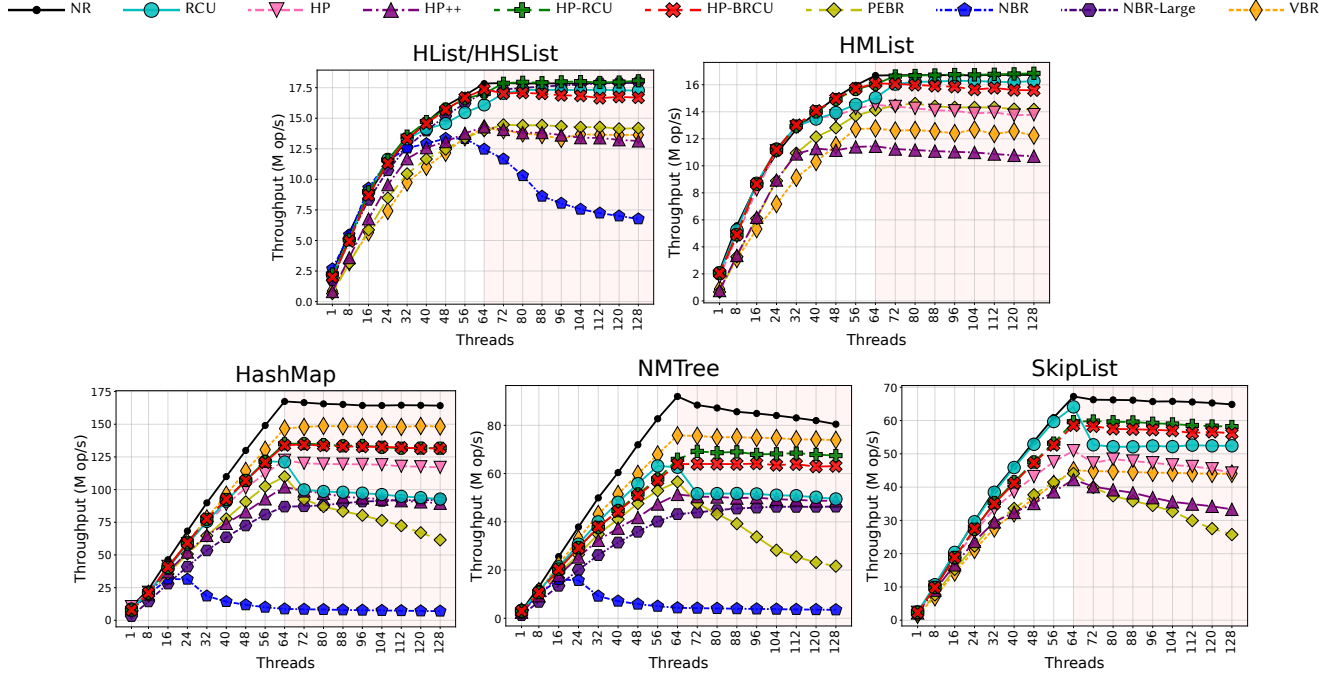 NR RCU HP HP++ HP-RCU HP-BRCU PEBR NBR NBR-Large VBR
HList/HHSList
Throughput (M op/s)
17.5
15.0
12.5
10.0
7.5
5.0
2.5
0.0
1 8 16 24 32 40 48 56 64 72 80 88 96 104 112 120 128
Threads
HMList
Throughput (M op/s)
16
14
12
10
8
6
4
2
0
1 8 16 24 32 40 48 56 64 72 80 88 96 104 112 120 128
Threads
HashMap
Throughput (M op/s)
175
150
125
100
75
50
25
0
1 8 16 24 32 40 48 56 64 72 80 88 96 104 112 120 128
Threads
NMTree
Throughput (M op/s)
80
60
40
20
0
1 8 16 24 32 40 48 56 64 72 80 88 96 104 112 120 128
Threads
SkipList
Throughput (M op/s)
70
60
50
40
30
20
10
0
1 8 16 24 32 40 48 56 64 72 80 88 96 104 112 120 128
Threads